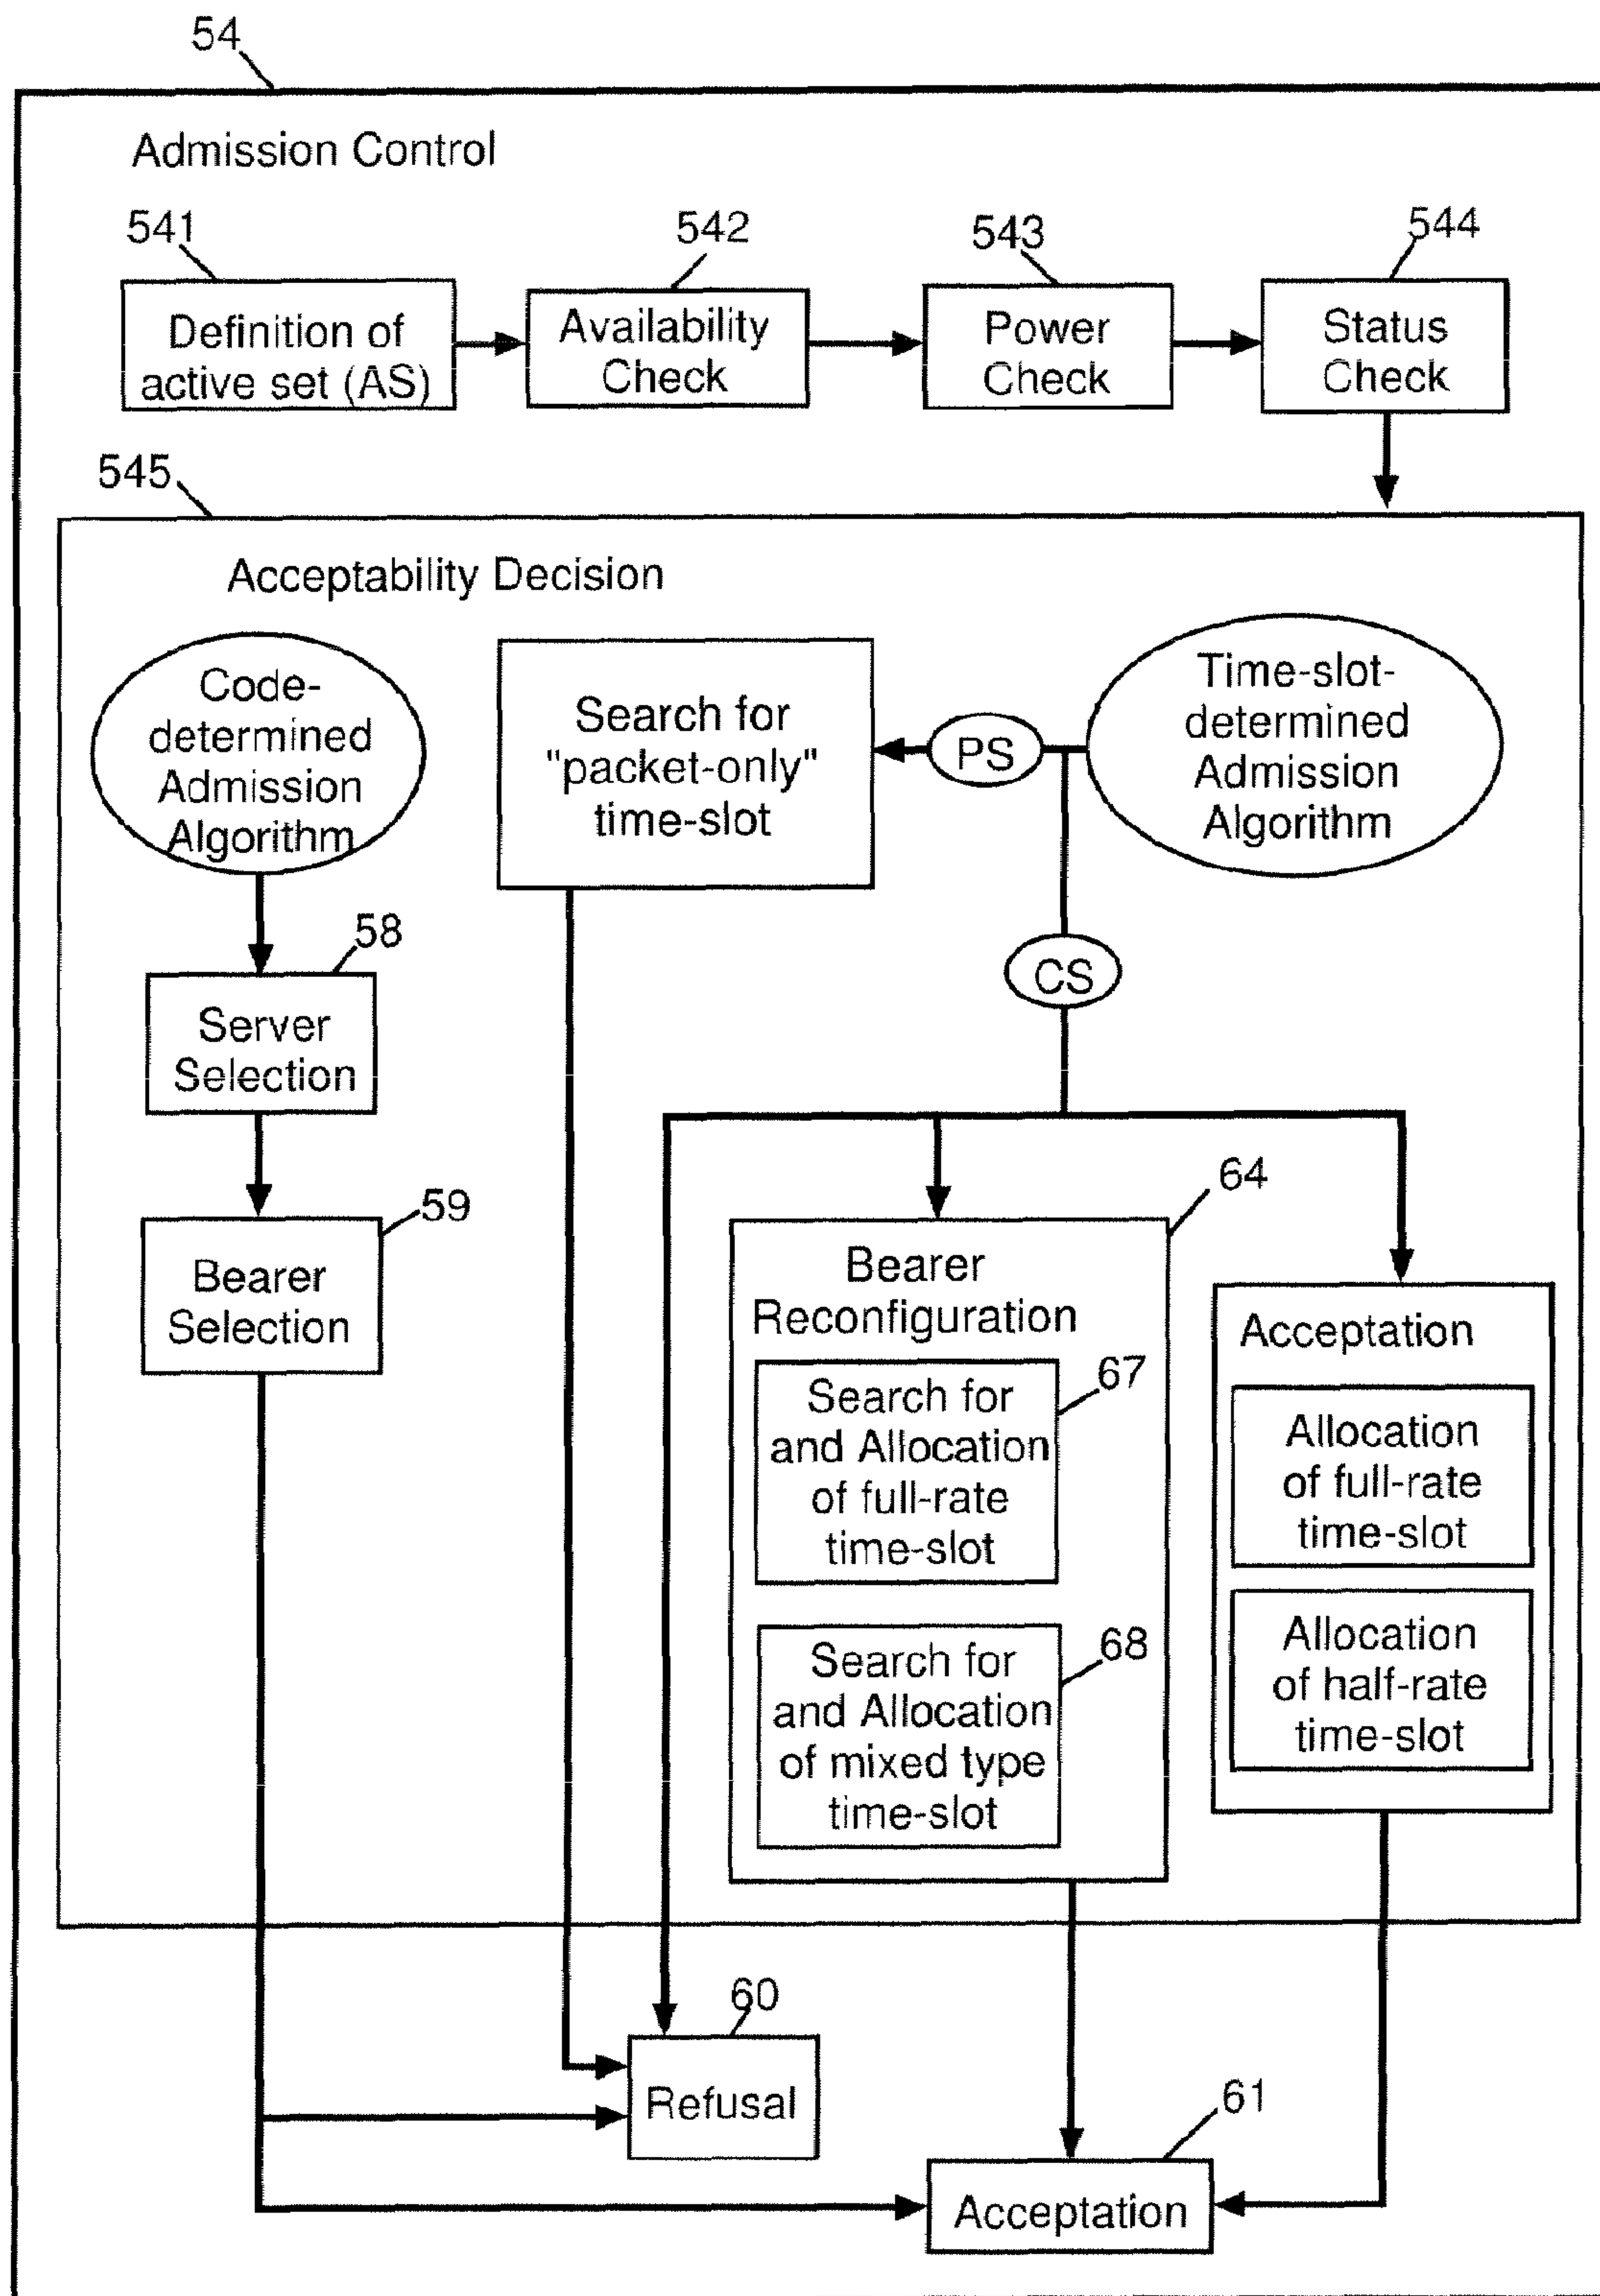 54
Admission Control
541
542
543
544
Definition of
active set (AS)
Availability
Check
Power
Check
Status
Check
545
Acceptability Decision
Code-
determined
Admission
Algorithm
Search for
"packet-only"
time-slot
PS
Time-slot-
determined
Admission
Algorithm
CS
58
Server
Selection
59
Bearer
Selection
64
Bearer
Reconfiguration
67
Search for
and Allocation
of full-rate
time-slot
68
Search for
and Allocation
of mixed type
time-slot
Acceptation
Allocation
of full-rate
time-slot
Allocation
of half-rate
time-slot
60
Refusal
61
Acceptation